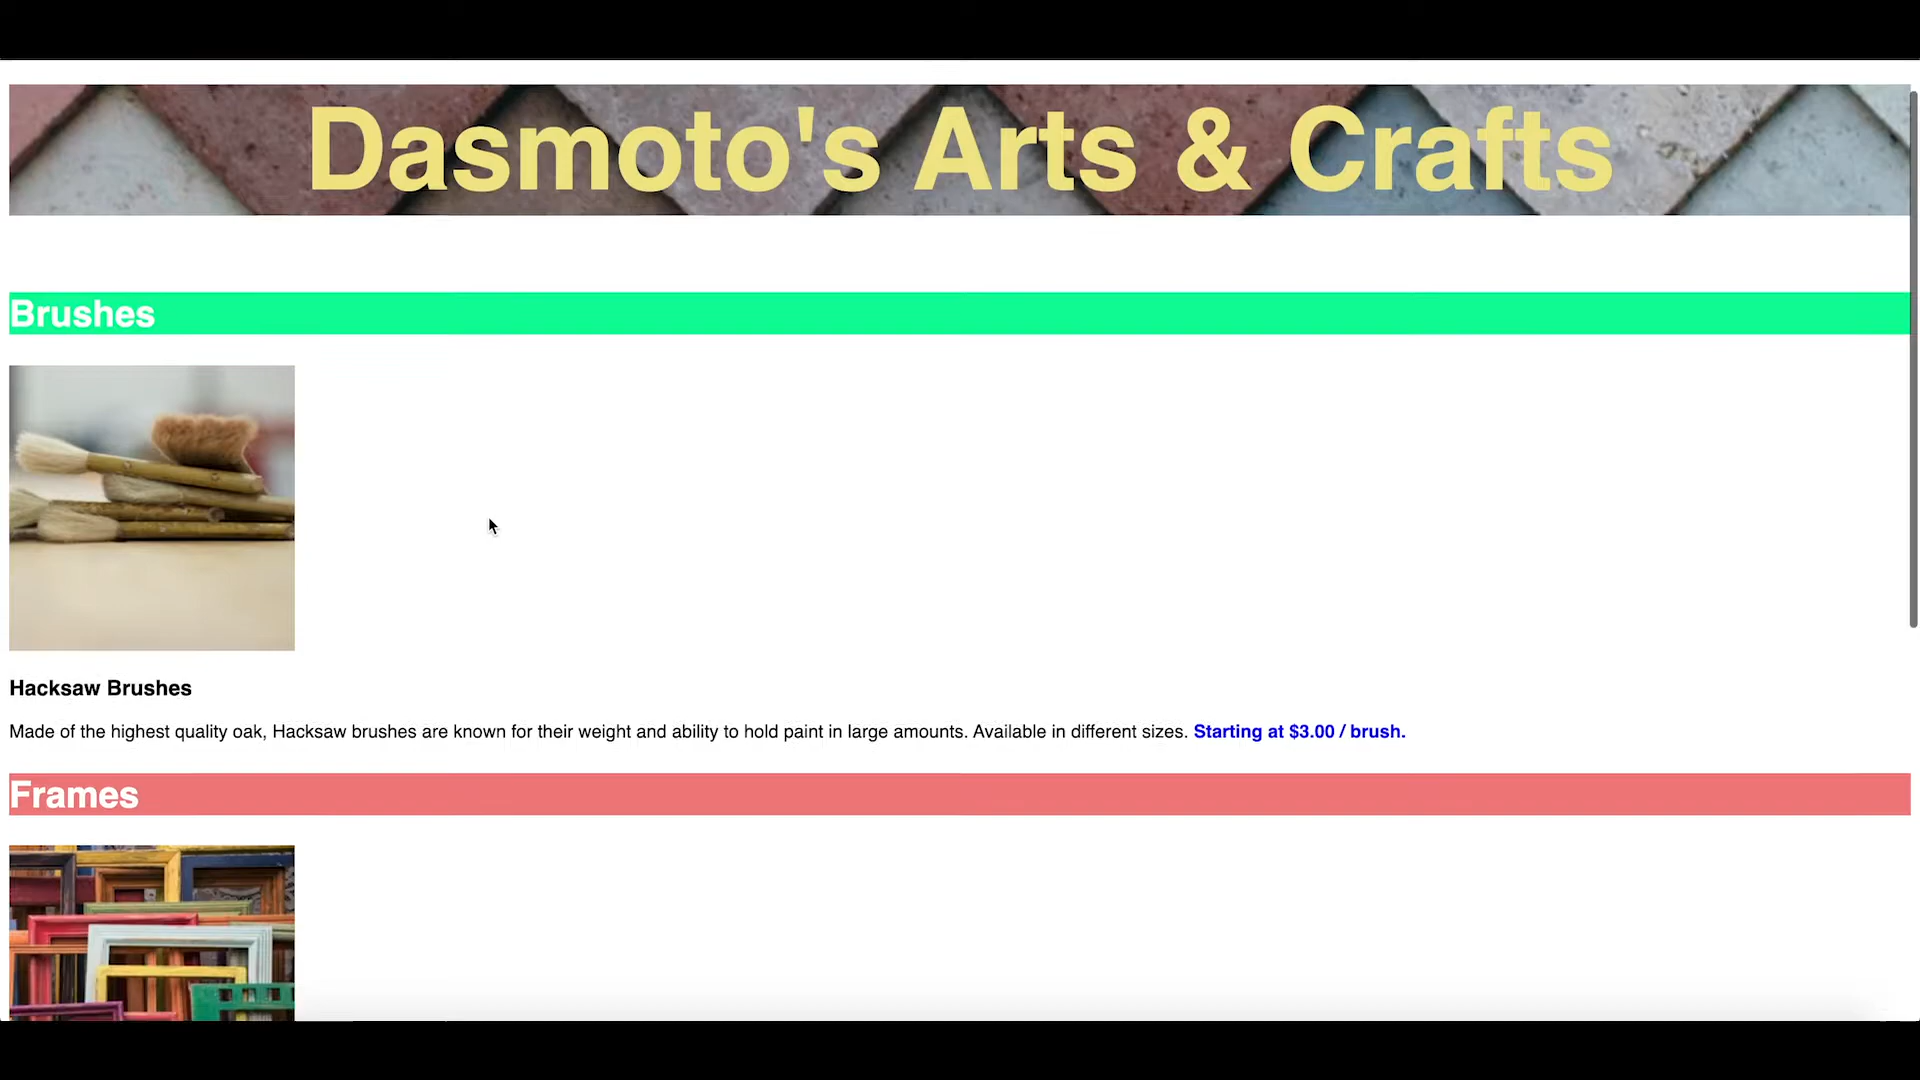 Dasmoto's Arts & Crafts
Brushes
Hacksaw Brushes
Made of the highest quality oak, Hacksaw brushes are known for their weight and ability to hold paint in large amounts. Available in different sizes. Starting at $3.00 / brush.
Frames